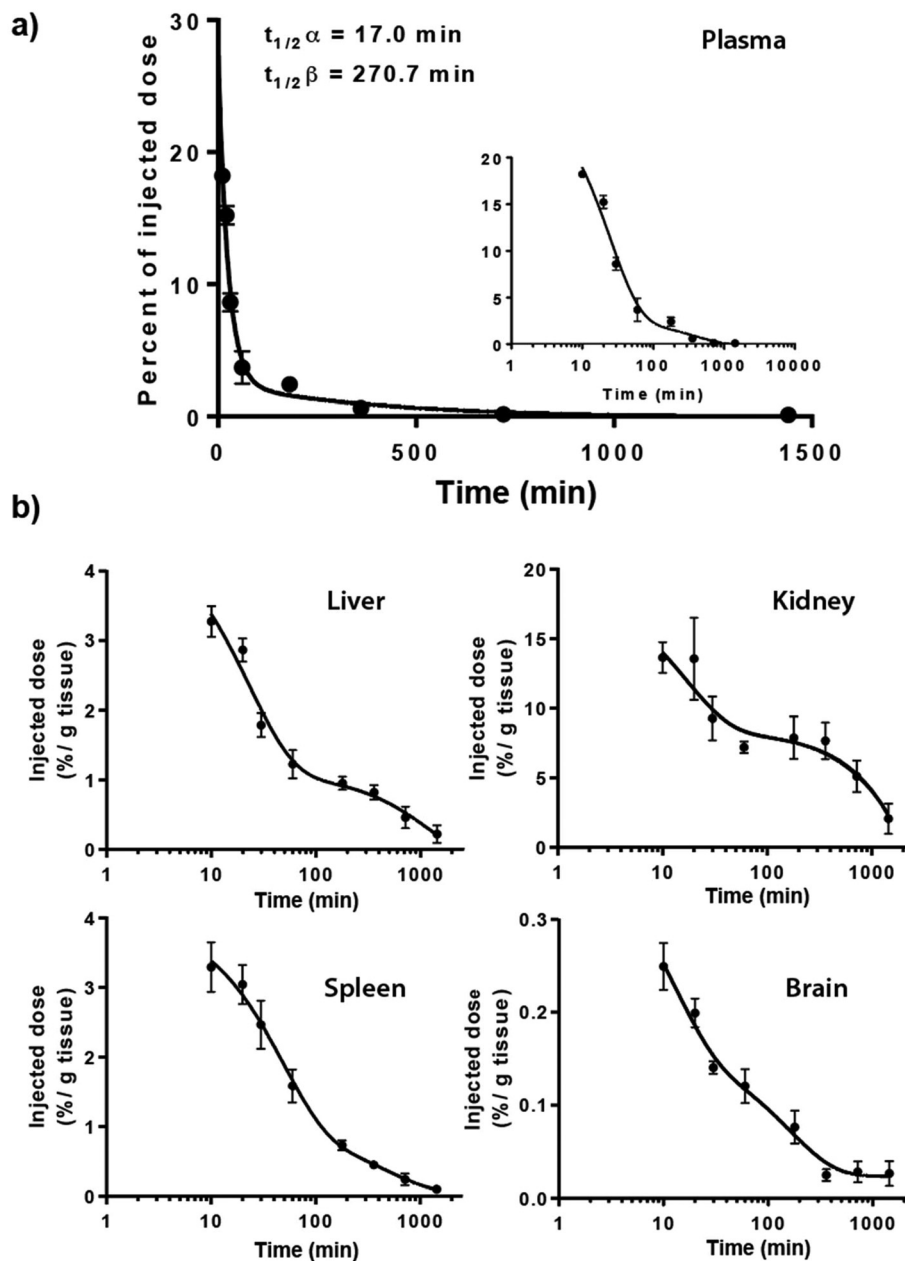 a)
t1/2 α = 17.0 min
t1/2 β = 270.7 min
Plasma
Percent of injected dose
30
20
10
0
0 500 1000 1500
Time (min)
20
15
10
5
0
1 10 100 1000 10000
Time (min)
b)
Liver
Injected dose
(%/ g tissue)
4
3
2
1
0
1 10 100 1000
Time (min)
Kidney
Injected dose
(%/ g tissue)
20
15
10
5
0
1 10 100 1000
Time (min)
Spleen
Injected dose
(%/ g tissue)
4
3
2
1
0
1 10 100 1000
Time (min)
Brain
Injected dose
(%/ g tissue)
0.3
0.2
0.1
0.0
1 10 100 1000
Time (min)